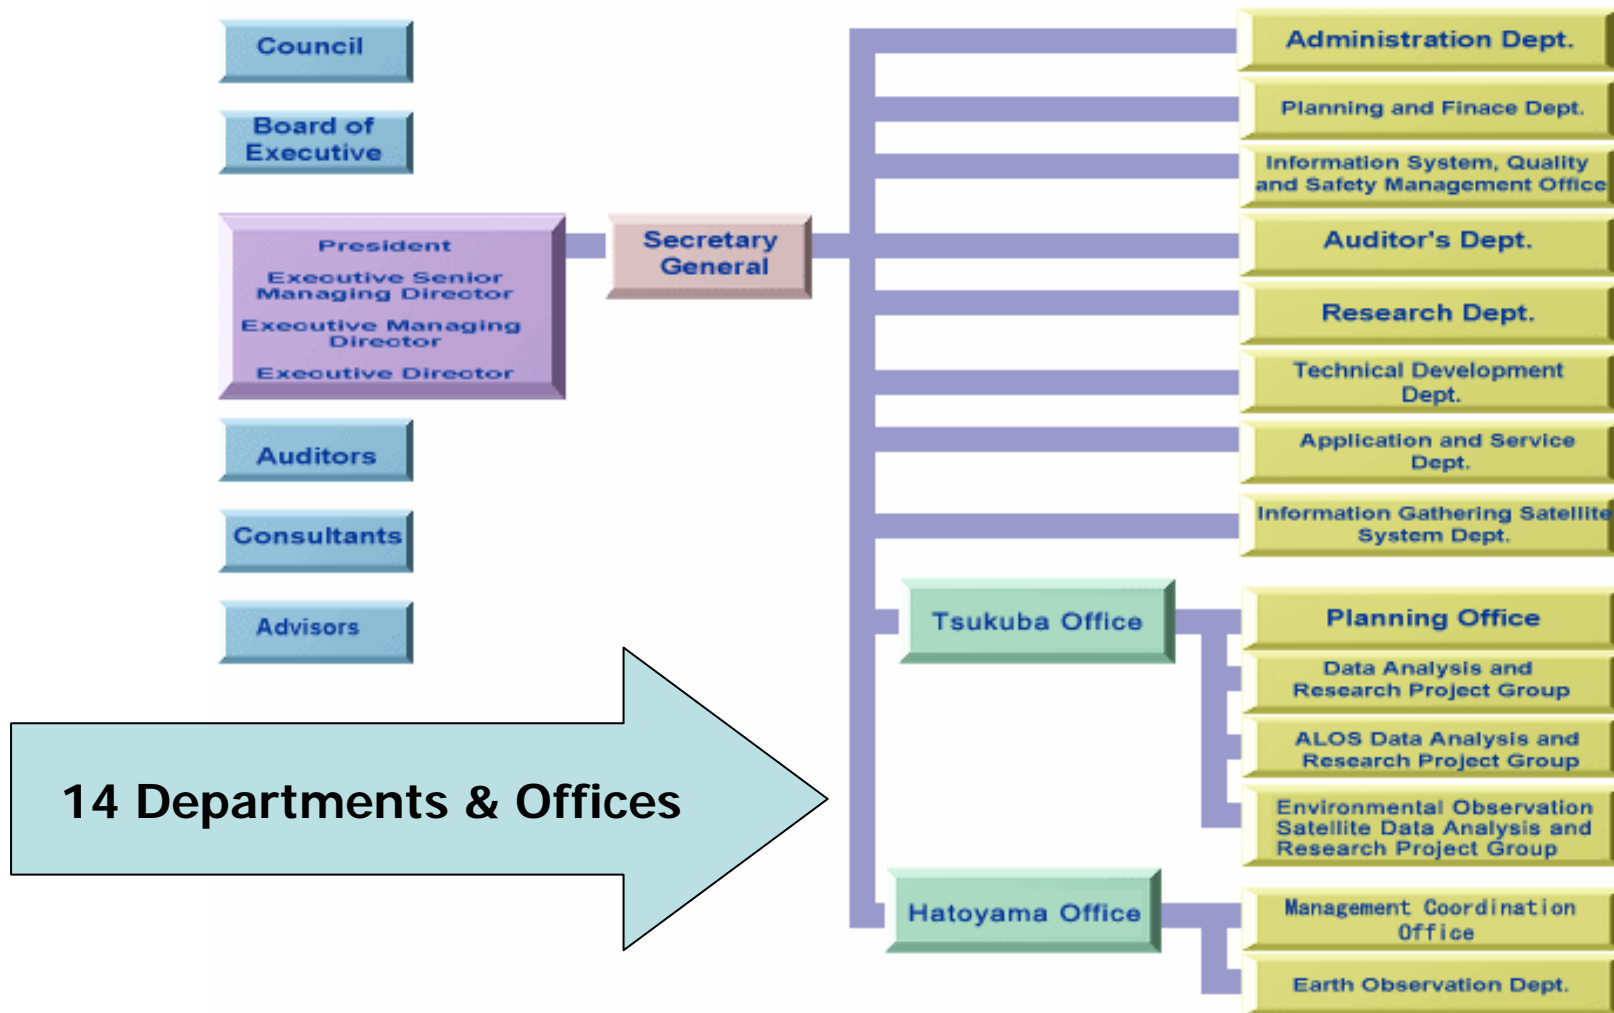 Council
Board of
Executive
President
Executive Senior
Managing Director
Executive Managing
Director
Executive Director
Auditors
Consultants
Advisors
14 Departments & Offices
Secretary
General
Tsukuba Office
Hatoyama Office
Administration Dept.
Planning and Finace Dept.
Information System, Quality
and Safety Management Office
Auditor's Dept.
Research Dept.
Technical Development
Dept.
Application and Service
Dept.
Information Gathering Satellite
System Dept.
Planning Office
Data Analysis and
Research Project Group
ALOS Data Analysis and
Research Project Group
Environmental Observation
Satellite Data Analysis and
Research Project Group
Management Coordination
Office
Earth Observation Dept.